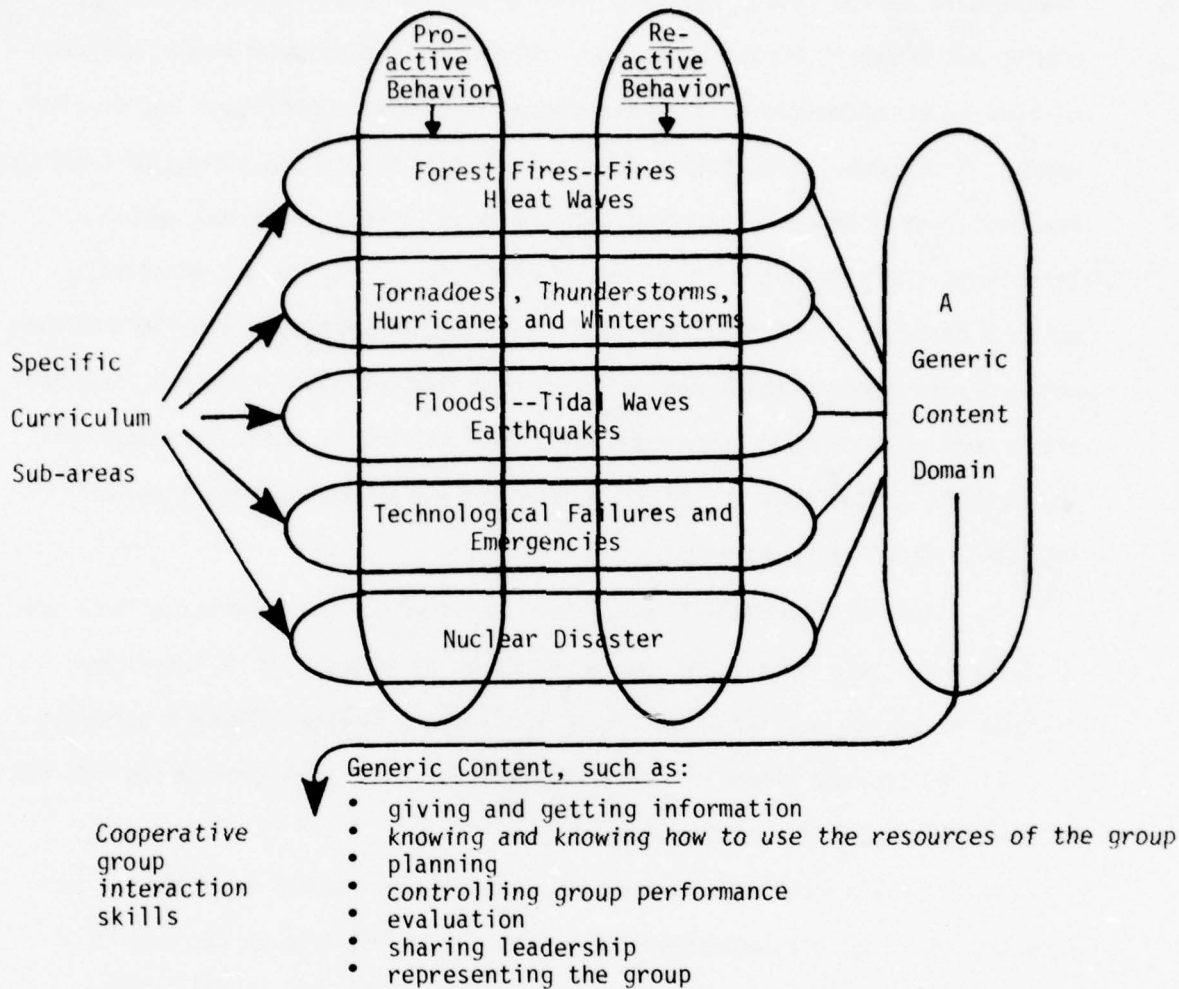 Pro-
active
Behavior
Re-
active
Behavior
Forest Fires--Fires
Heat Waves
Tornadoes , Thunderstorms,
Hurricanes and Winterstorms
Floods --Tidal Waves
Earthquakes
Technological Failures and
Emergencies
Nuclear Disaster
Specific
Curriculum
Sub-areas
A
Generic
Content
Domain
Generic Content, such as:
• giving and getting information
• knowing and knowing how to use the resources of the group
• planning
• controlling group performance
• evaluation
• sharing leadership
• representing the group
Cooperative
group
interaction
skills